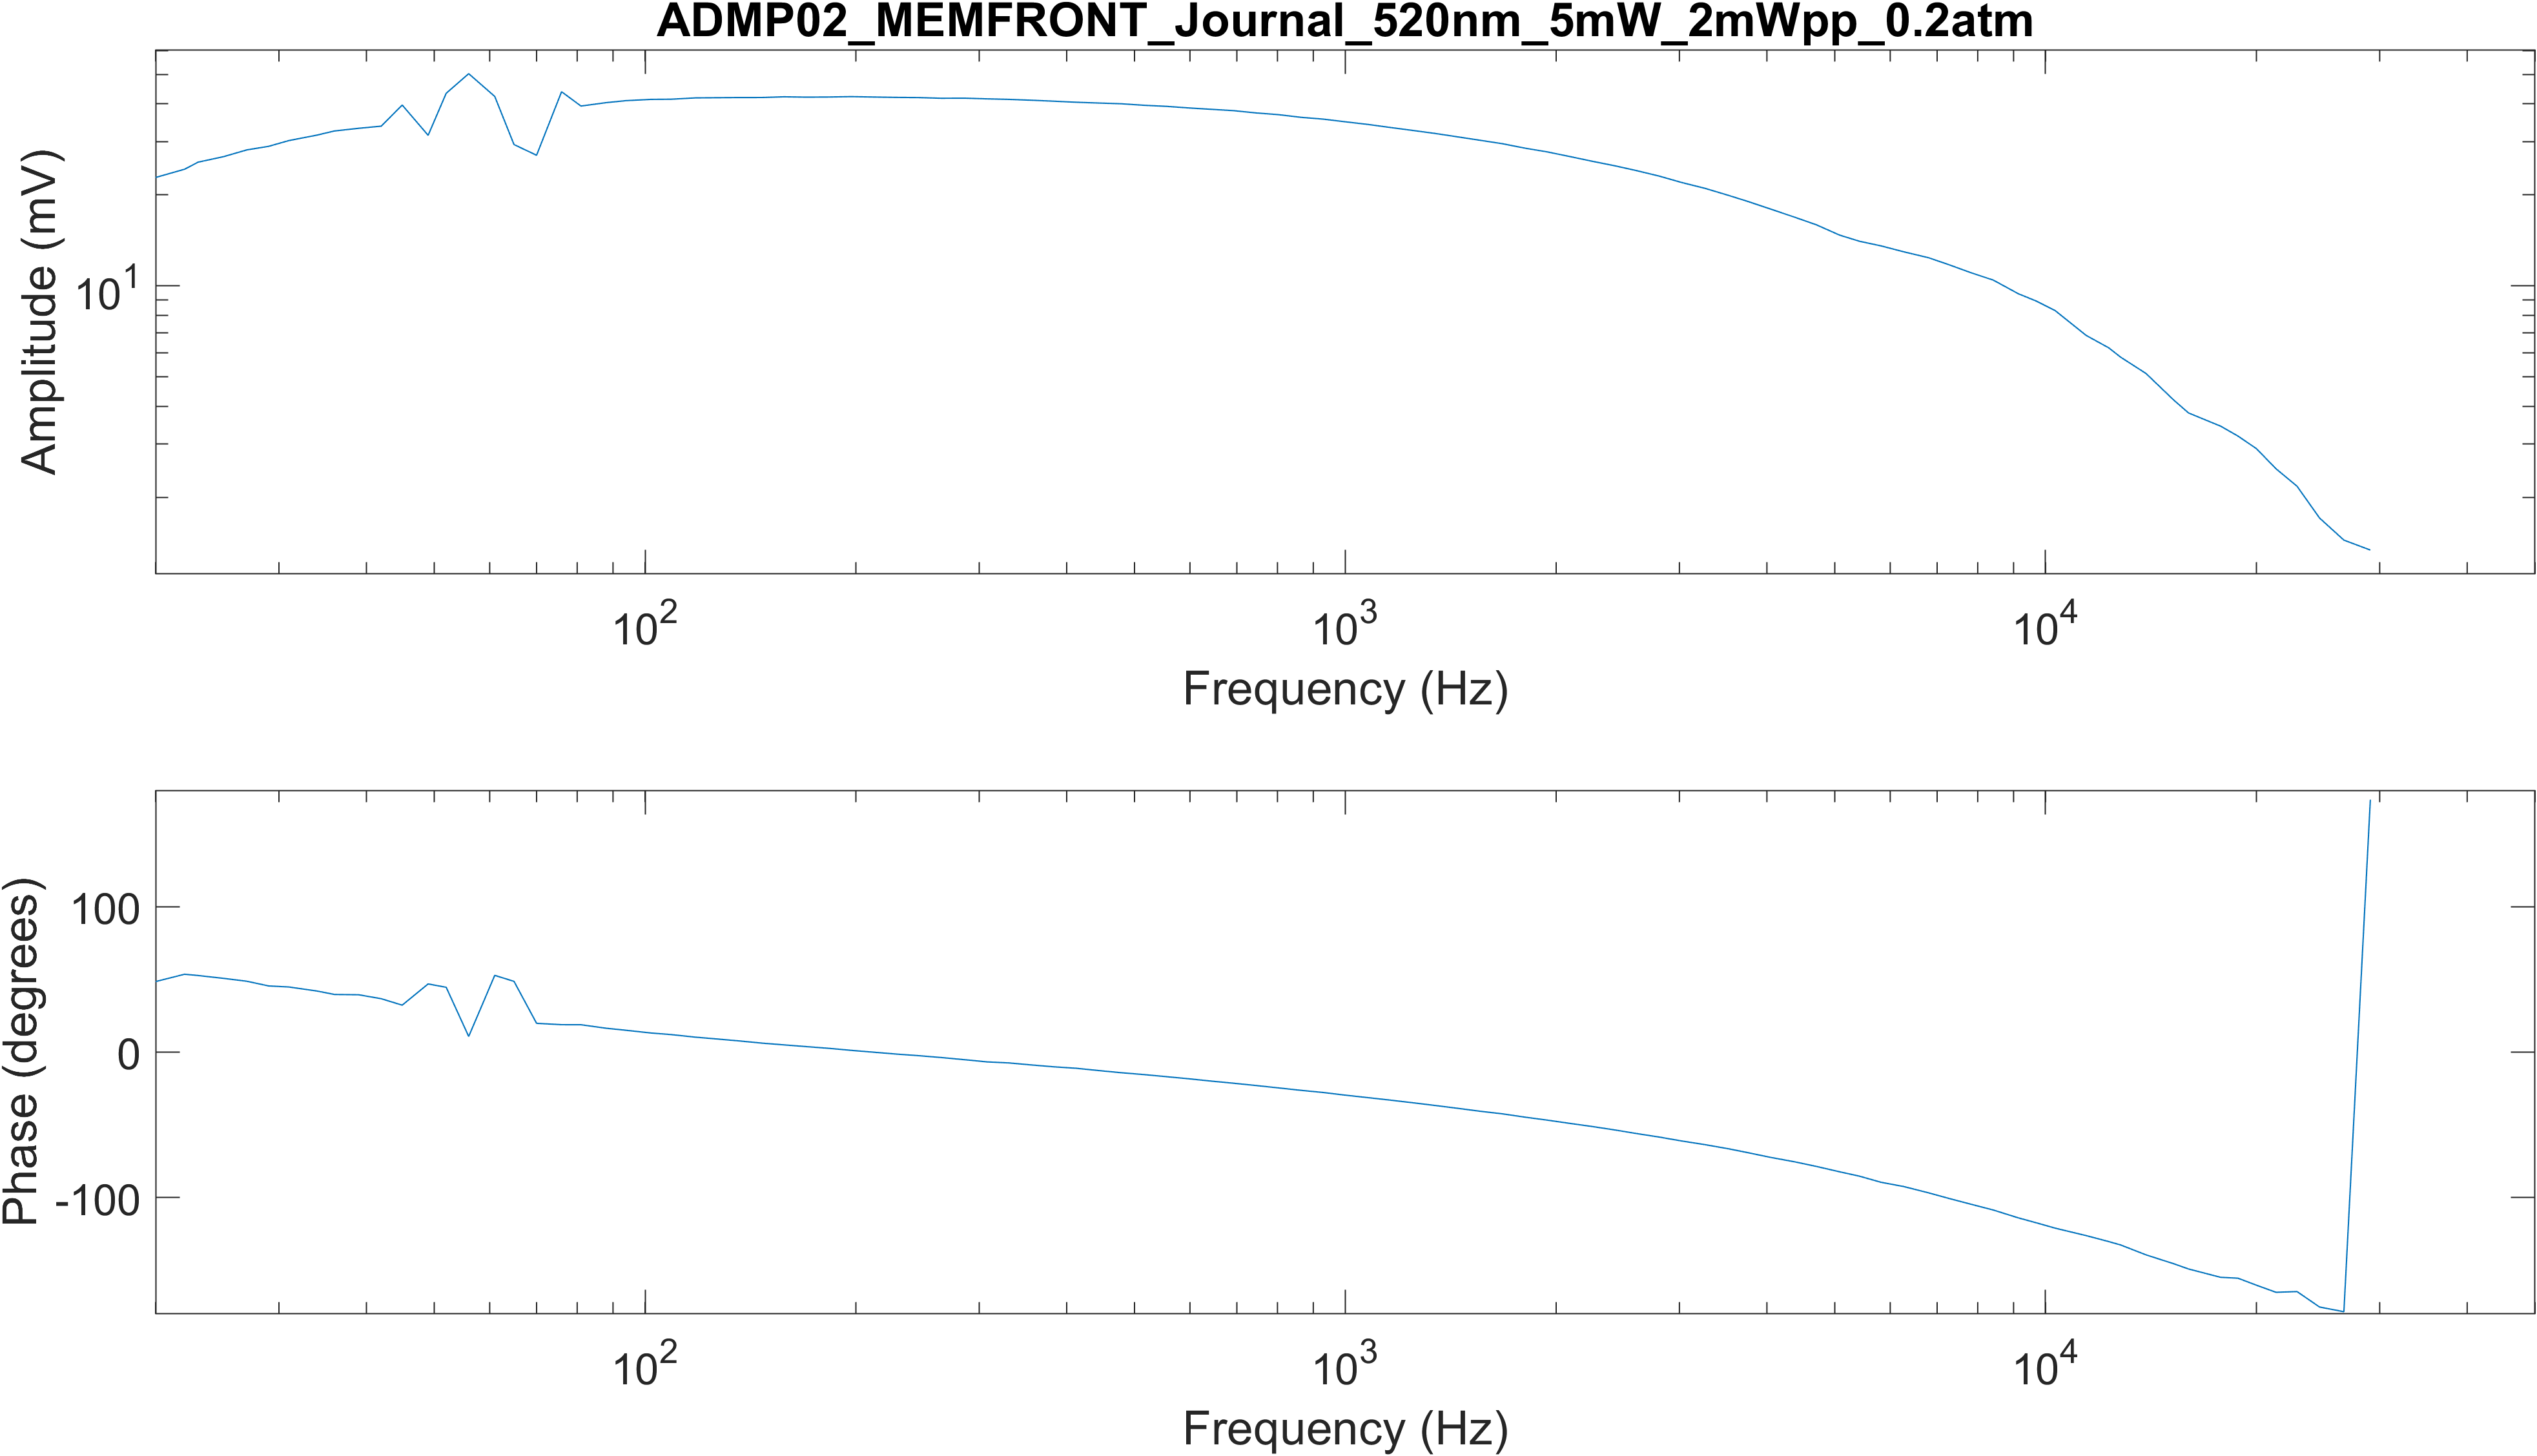 ADMP02_MEMFRONT_Journal_520nm_5mW_2mWpp_0.2atm
Amplitude (mV)
10^1
10^2
10^3
10^4
Frequency (Hz)
Phase (degrees)
100
0
-100
10^2
10^3
10^4
Frequency (Hz)